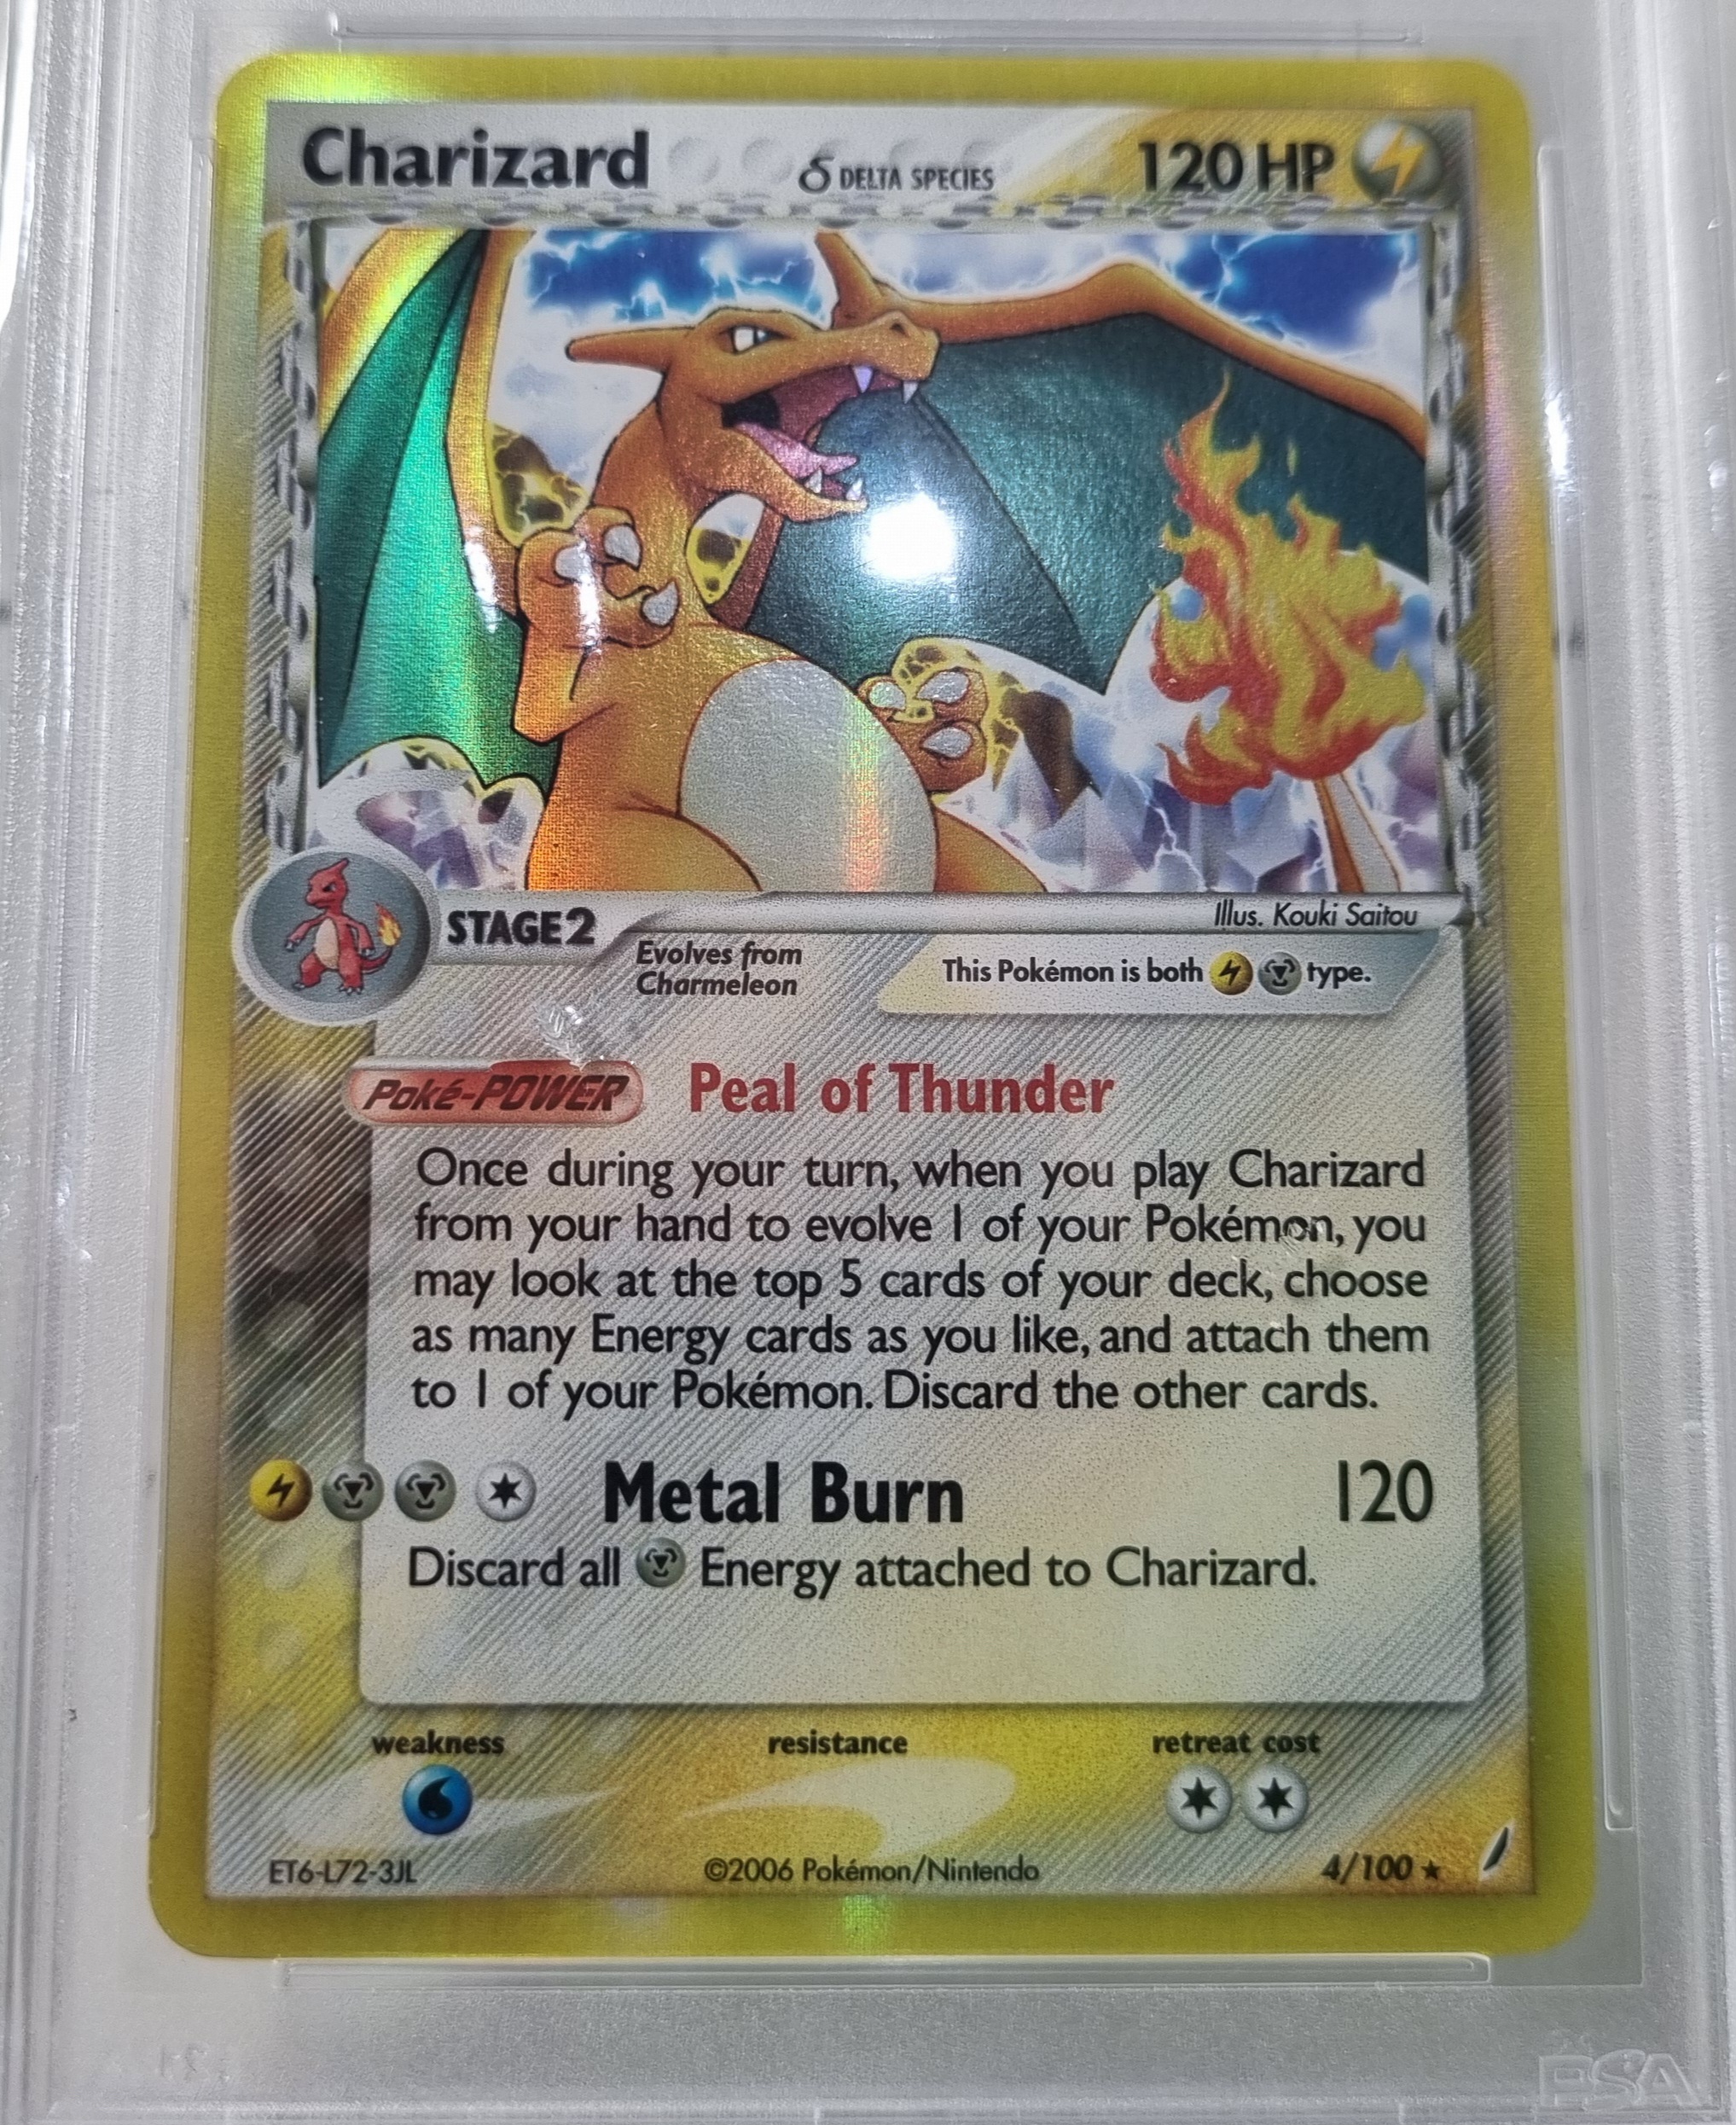 Charizard δ DELTA SPECIES 120 HP
Illus. Kouki Saitou
STAGE 2
Evolves from
Charmeleon
This Pokémon is both type.
Poké-POWER Peal of Thunder
Once during your turn, when you play Charizard
from your hand to evolve 1 of your Pokémon, you
may look at the top 5 cards of your deck, choose
as many Energy cards as you like, and attach them
to 1 of your Pokémon. Discard the other cards.
Metal Burn 120
Discard all Energy attached to Charizard.
weakness resistance retreat cost
ET6-L72-3JL ©2006 Pokémon/Nintendo 4/100 ★
PSA